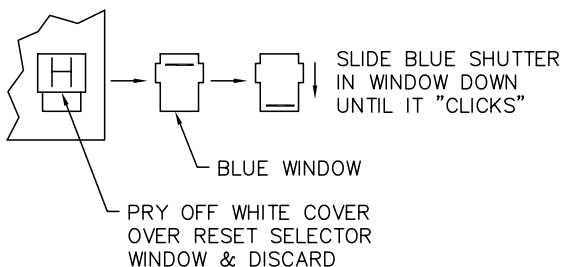 H
SLIDE BLUE SHUTTER
IN WINDOW DOWN
UNTIL IT "CLICKS"
BLUE WINDOW
PRY OFF WHITE COVER
OVER RESET SELECTOR
WINDOW & DISCARD